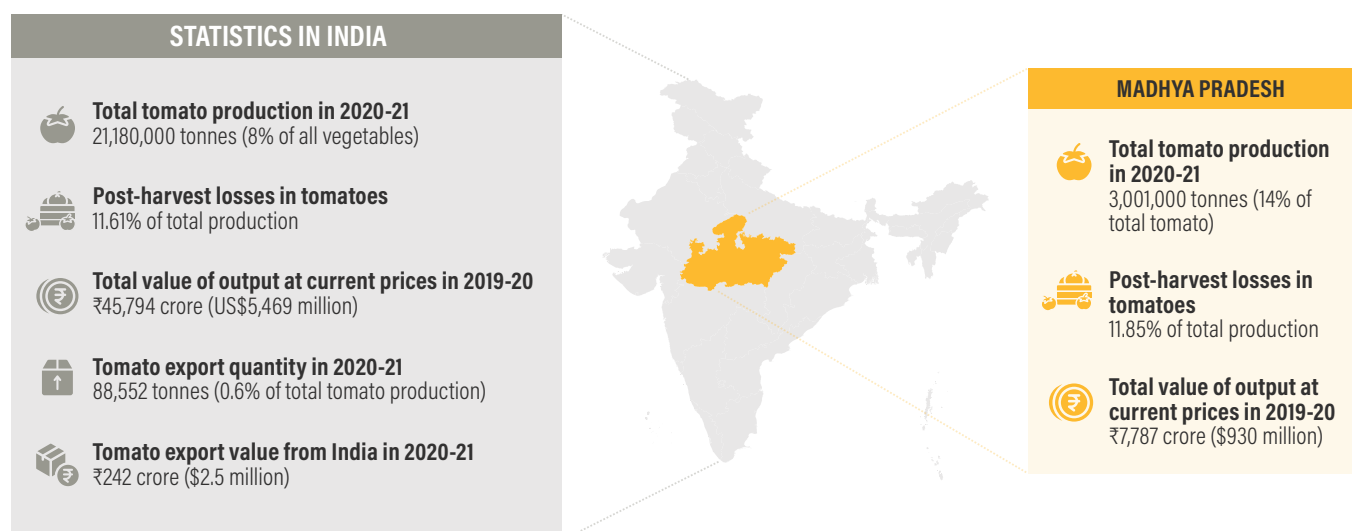 STATISTICS IN INDIA
Total tomato production in 2020-21
21,180,000 tonnes (8% of all vegetables)
Post-harvest losses in tomatoes
11.61% of total production
Total value of output at current prices in 2019-20
₹45,794 crore (US$5,469 million)
Tomato export quantity in 2020-21
88,552 tonnes (0.6% of total tomato production)
Tomato export value from India in 2020-21
₹242 crore ($2.5 million)
MADHYA PRADESH
Total tomato production
in 2020-21
3,001,000 tonnes (14% of
total tomato)
Post-harvest losses in
tomatoes
11.85% of total production
Total value of output at
current prices in 2019-20
₹7,787 crore ($930 million)